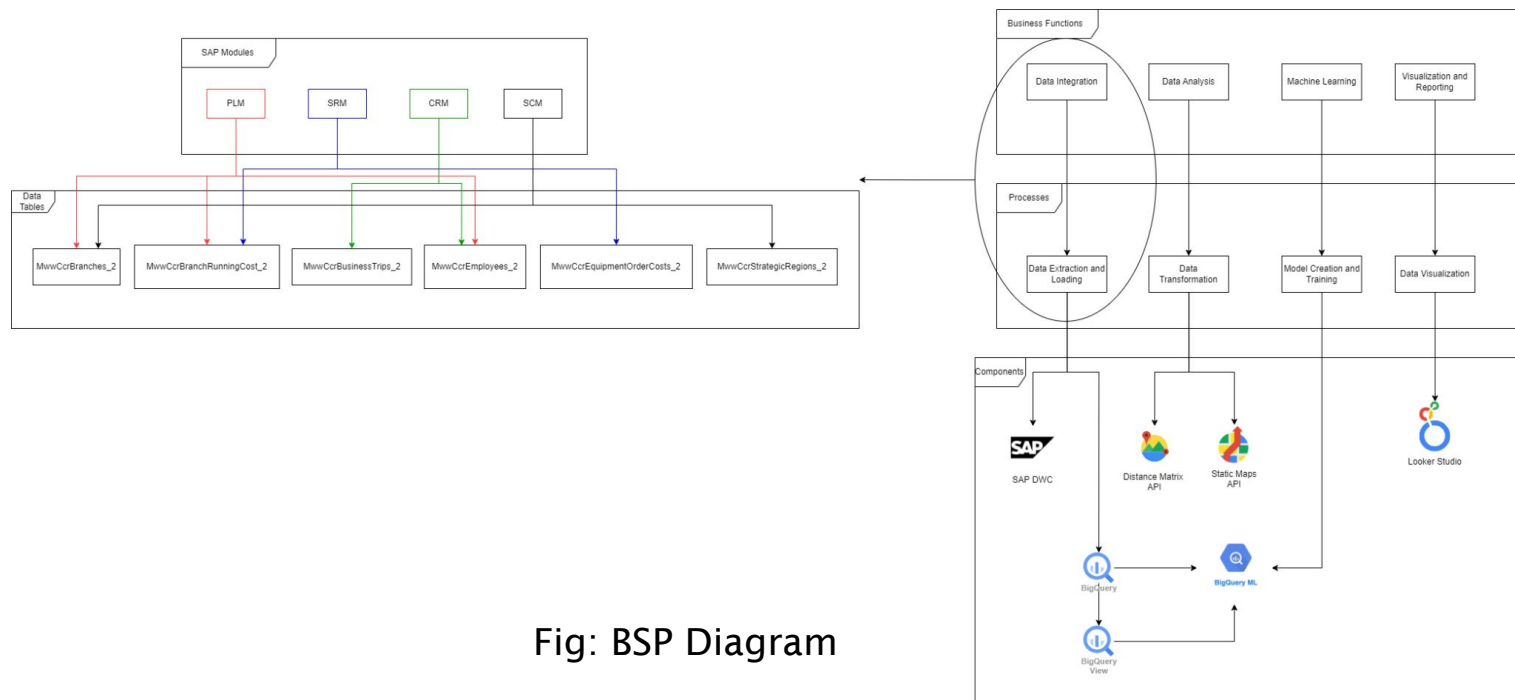 SAP Modules
PLM
SRM
CRM
SCM
Data
Tables
MwwCcrBranches_2
MwwCcrBranchRunningCost_2
MwwCcrBusinessTrips_2
MwwCcrEmployees_2
MwwCcrEquipmentOrderCosts_2
MwwCcrStrategicRegions_2
Business Functions
Data Integration
Data Analysis
Machine Learning
Visualization and
Reporting
Processes
Data Extraction and
Loading
Data
Transformation
Model Creation and
Training
Data Visualization
Components
SAP
SAP DWC
Distance Matrix
API
Static Maps
API
Looker Studio
BigQuery
BigQuery ML
BigQuery
View
Fig: BSP Diagram